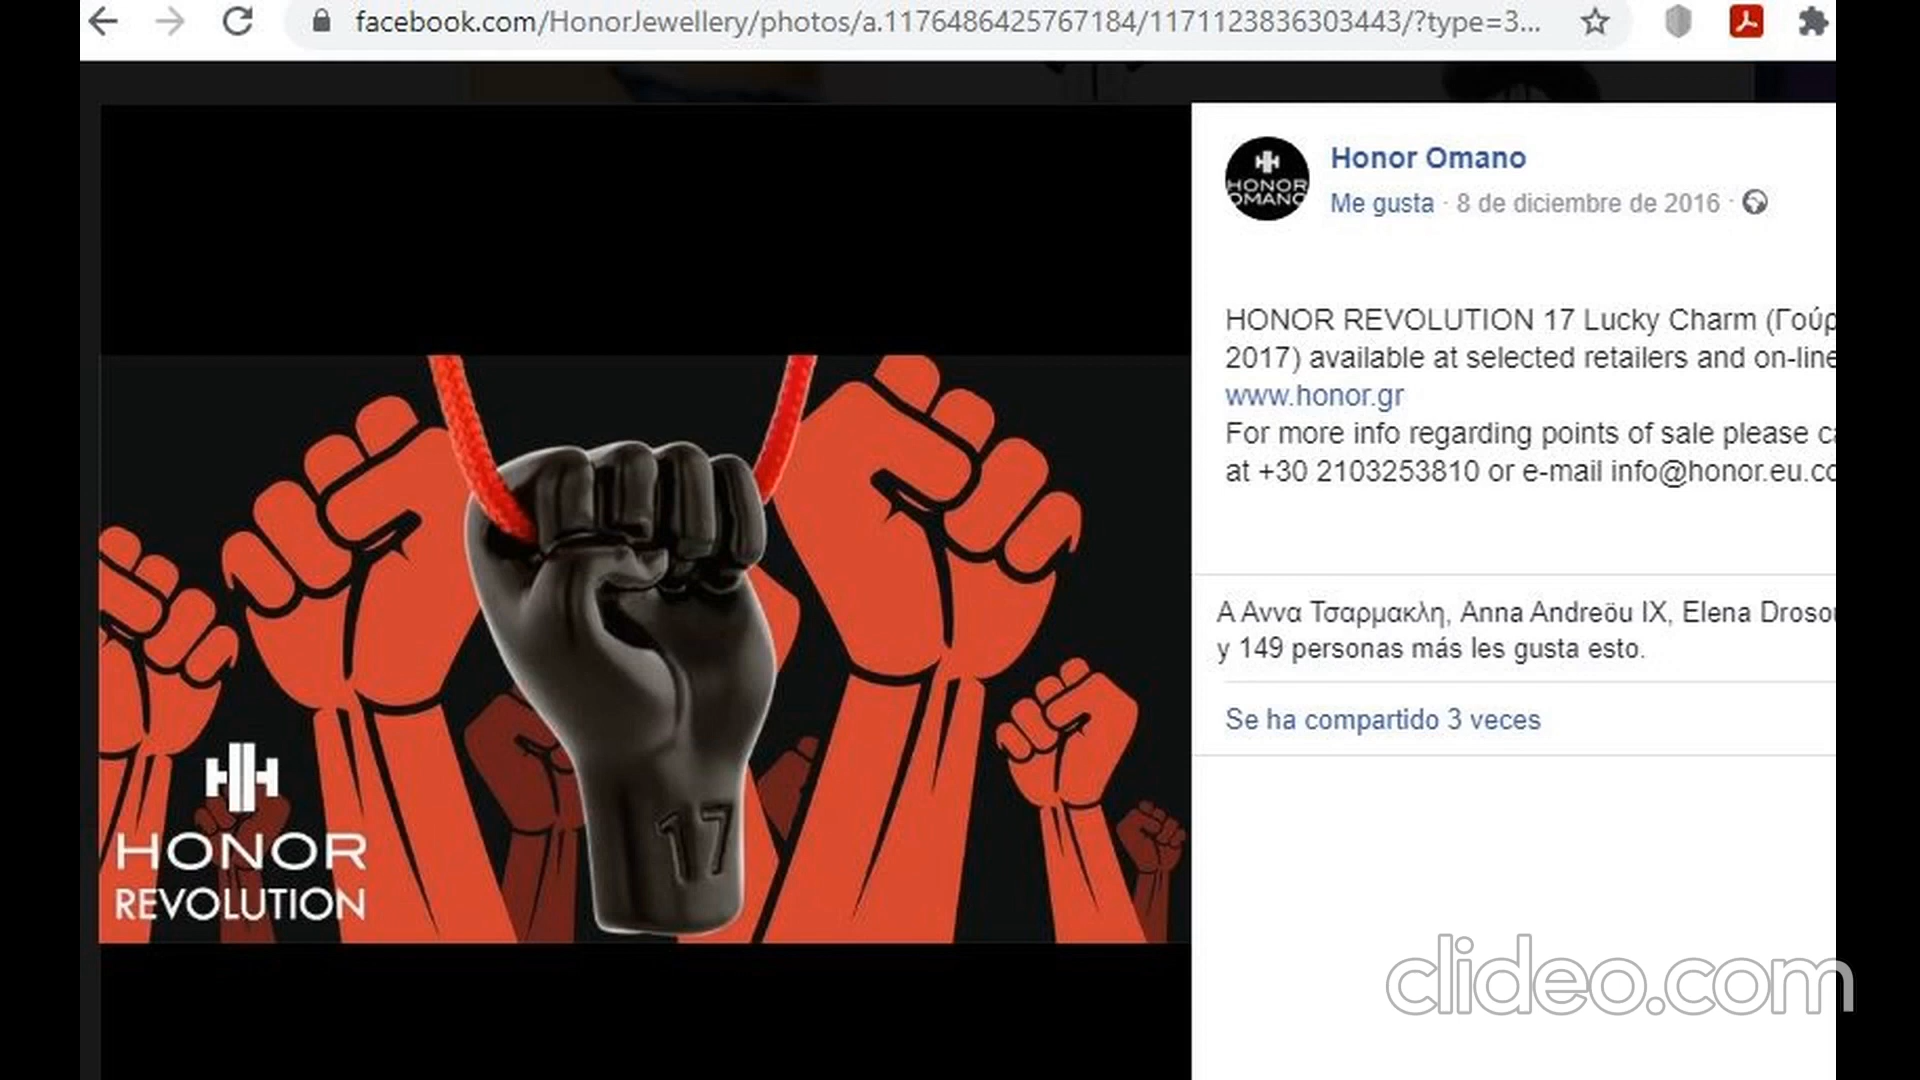 facebook.com/HonorJewellery/photos/a.1176486425767184/1171123836303443/?type=3...
HONOR
OMANO
Honor Omano
Me gusta · 8 de diciembre de 2016 ·
HONOR REVOLUTION 17 Lucky Charm (Γούρ
2017) available at selected retailers and on-line
www.honor.gr
For more info regarding points of sale please c
at +30 2103253810 or e-mail info@honor.eu.co
A Αννα Τσαρμακλη, Anna Andreöu IX, Elena Droso
y 149 personas más les gusta esto.
Se ha compartido 3 veces
17
HONOR
REVOLUTION
clideo.com